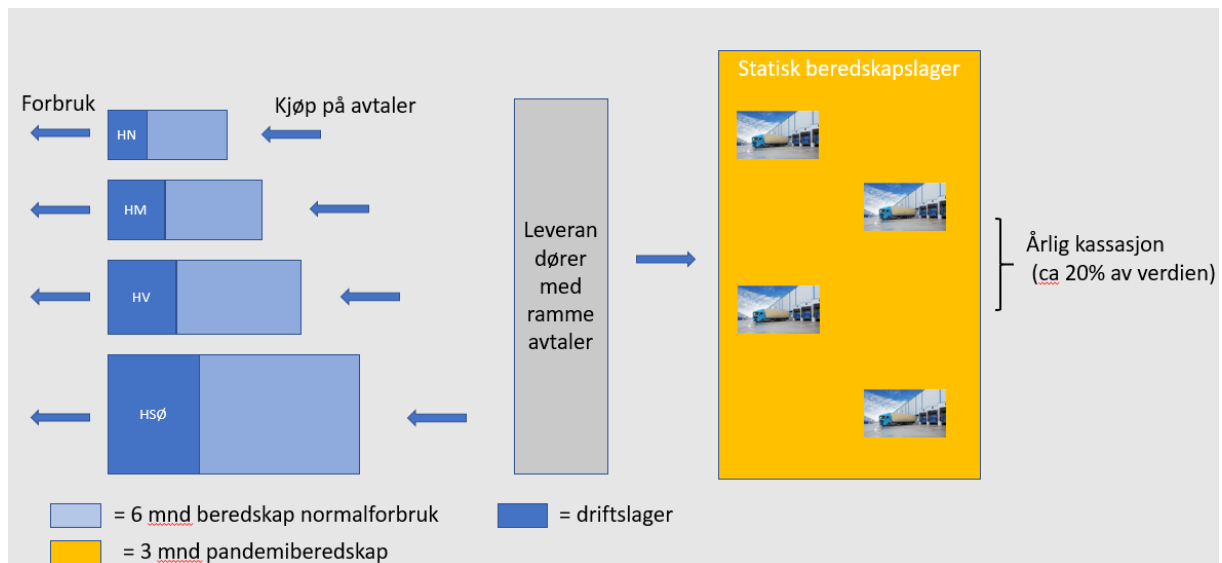 Statisk beredskapslager
Forbruk
Kjøp på avtaler
HN
HM
HV
HSØ
Leveran
dører
med
ramme
avtaler
Årlig kassasjon
(ca 20% av verdien)
= 6 mnd beredskap normalforbruk
= driftslager
= 3 mnd pandemiberedskap